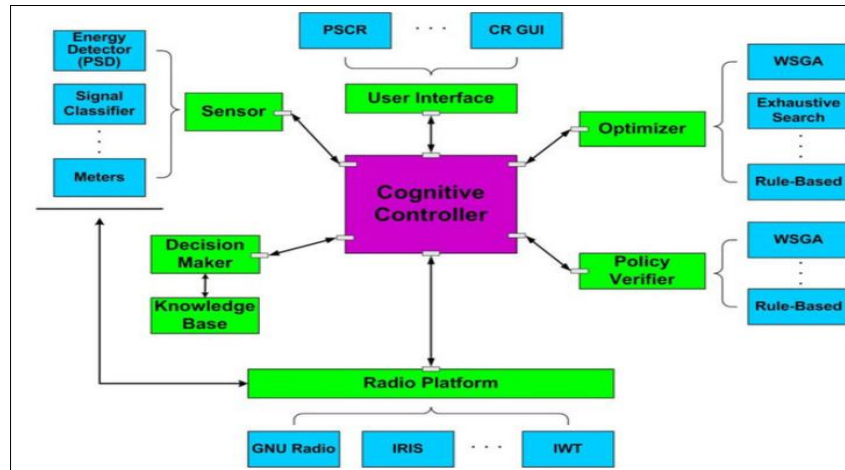 Energy
Detector
(PSD)
Signal
Classifier
Meters
Sensor
PSCR
CR GUI
User Interface
Optimizer
WSGA
Exhaustive
Search
Rule-Based
Cognitive
Controller
Decision
Maker
Knowledge
Base
Policy
Verifier
WSGA
Rule-Based
Radio Platform
GNU Radio
IRIS
IWT